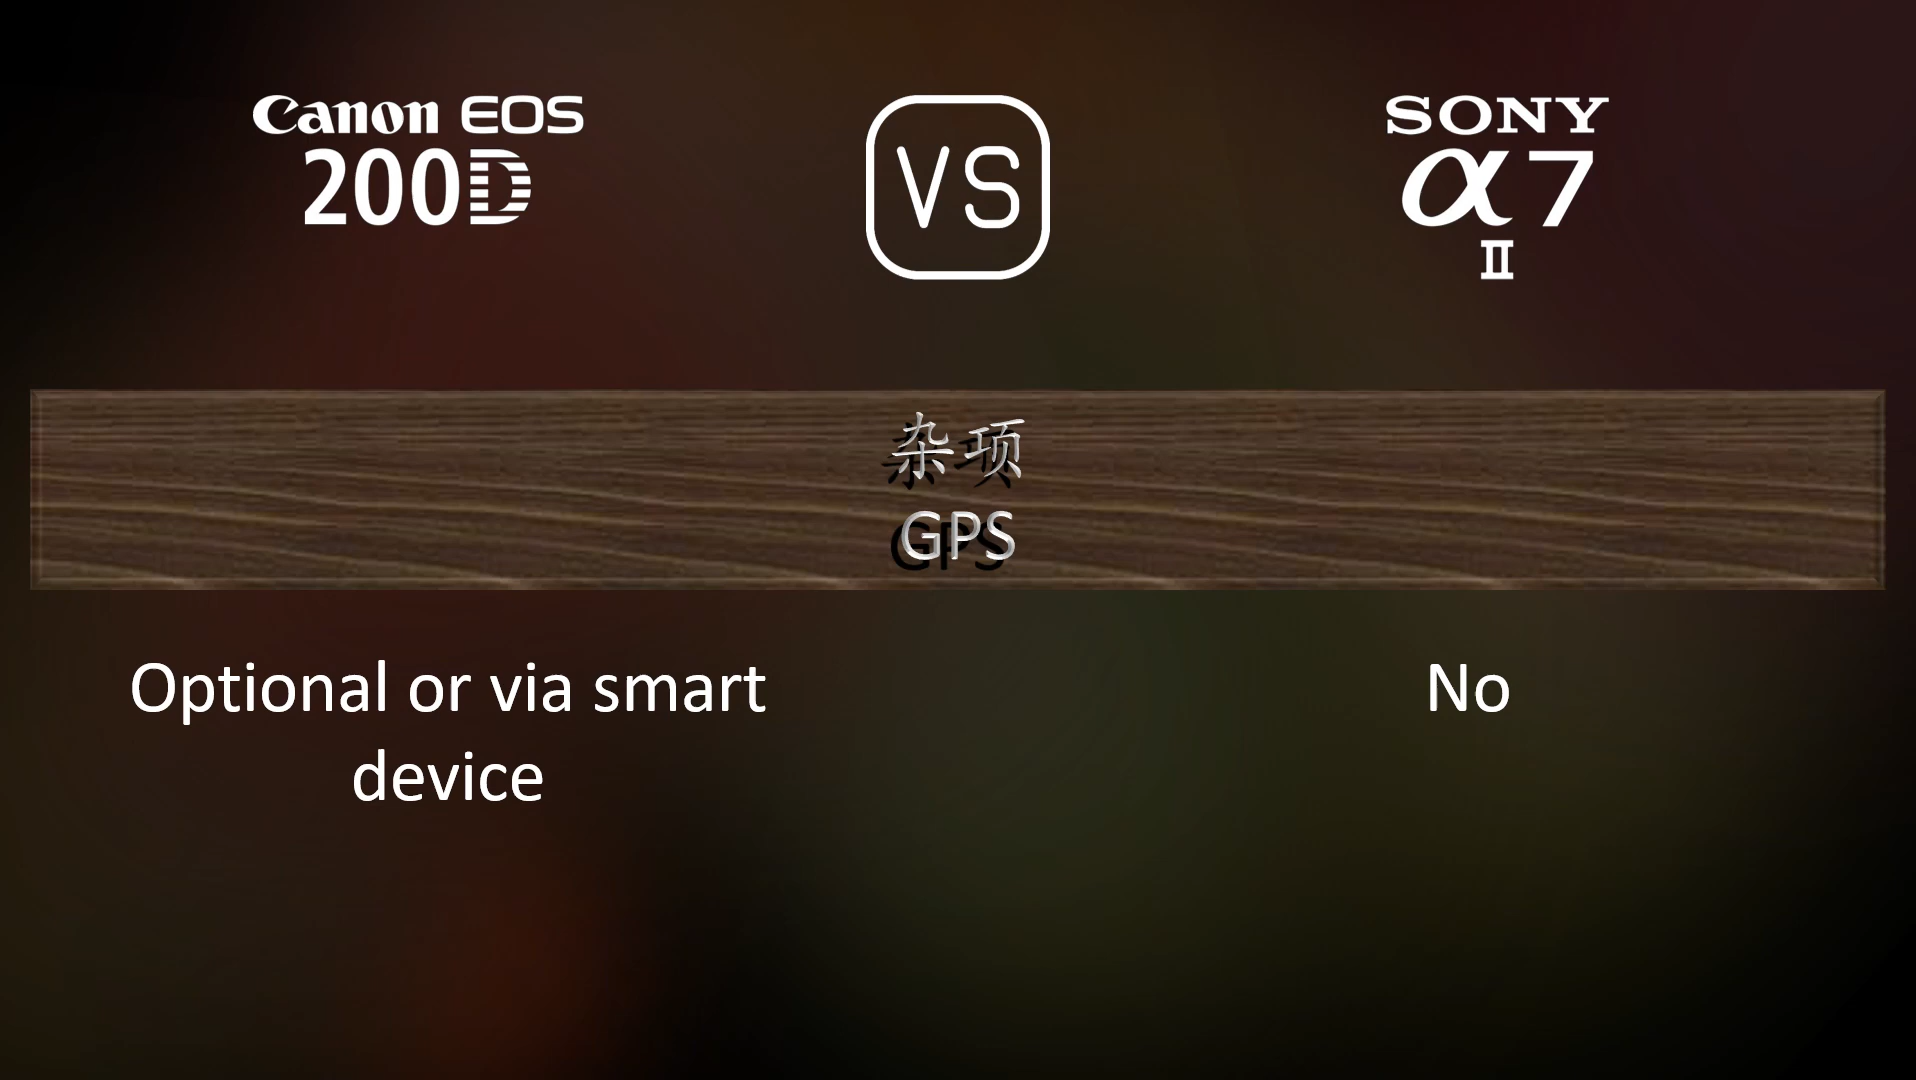 Canon EOS
200D
VS
SONY
α7
II
杂项
GPS
Optional or via smart
device
No